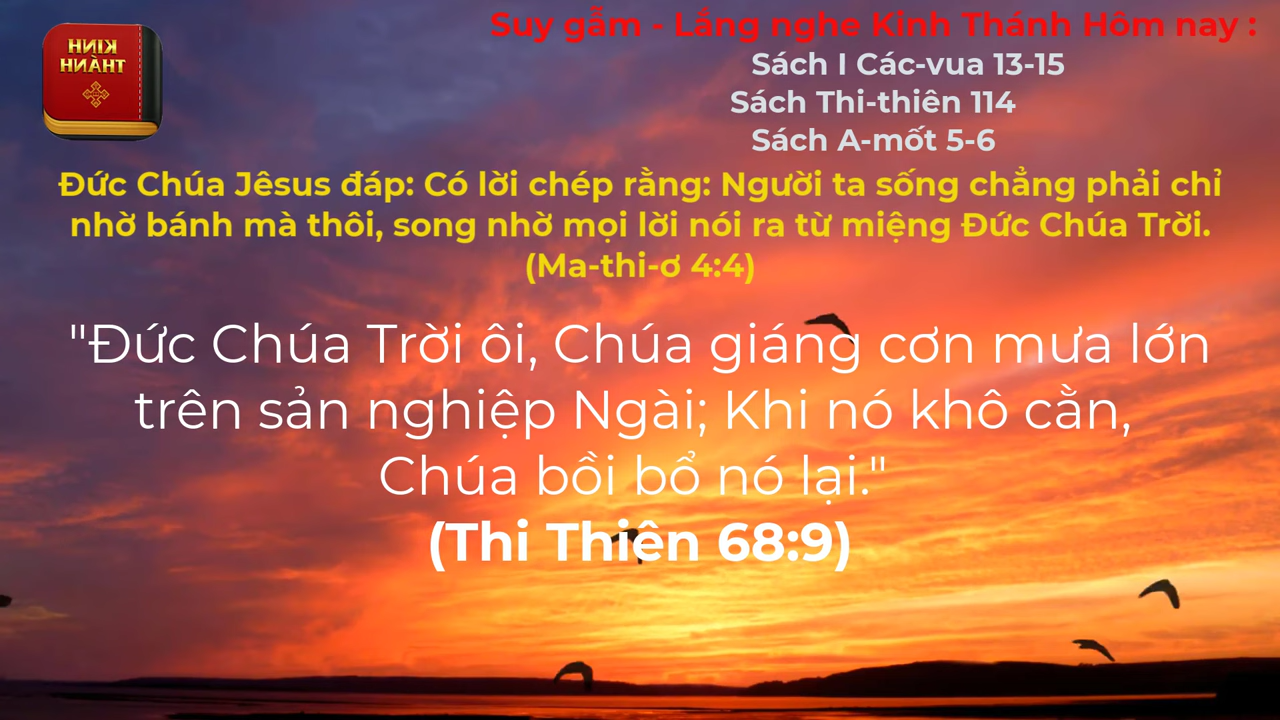 KINH
THÁNH
Suy gẫm - Lắng nghe Kinh Thánh Hôm nay :
Sách I Các-vua 13-15
Sách Thi-thiên 114
Sách A-mốt 5-6
Đức Chúa Jêsus đáp: Có lời chép rằng: Người ta sống chẳng phải chỉ
nhờ bánh mà thôi, song nhờ mọi lời nói ra từ miệng Đức Chúa Trời.
(Ma-thi-ơ 4:4)
"Đức Chúa Trời ôi, Chúa giáng cơn mưa lớn
trên sản nghiệp Ngài; Khi nó khô cằn,
Chúa bồi bổ nó lại."
(Thi Thiên 68:9)